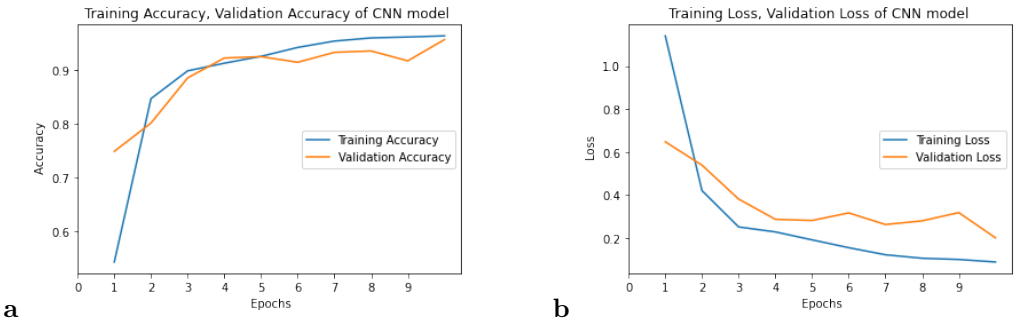 Training Accuracy, Validation Accuracy of CNN model
0.9
0.8
0.7
0.6
Accuracy
Training Accuracy
Validation Accuracy
0 1 2 3 4 5 6 7 8 9
Epochs
a
Training Loss, Validation Loss of CNN model
1.0
0.8
0.6
0.4
0.2
Loss
Training Loss
Validation Loss
0 1 2 3 4 5 6 7 8 9
Epochs
b